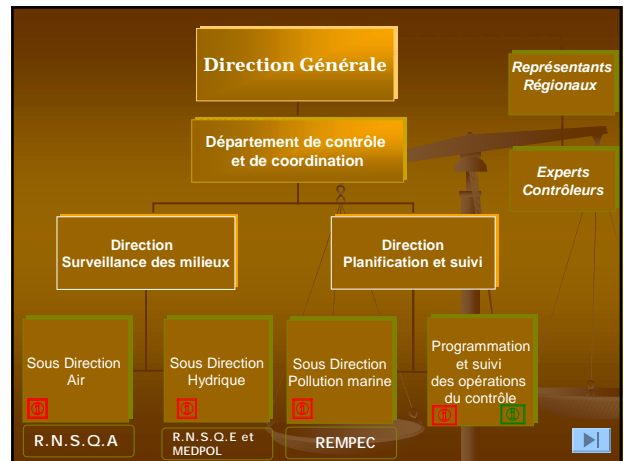 Direction Générale
Représentants
Régionaux
Département de contrôle
et de coordination
Experts
Contrôleurs
Direction
Surveillance des milieux
Direction
Planification et suivi
Sous Direction
Air
Sous Direction
Hydrique
Sous Direction
Pollution marine
Programmation
et suivi
des opérations
du contrôle
R.N.S.Q.A
R.N.S.Q.E et
MEDPOL
REMPEC